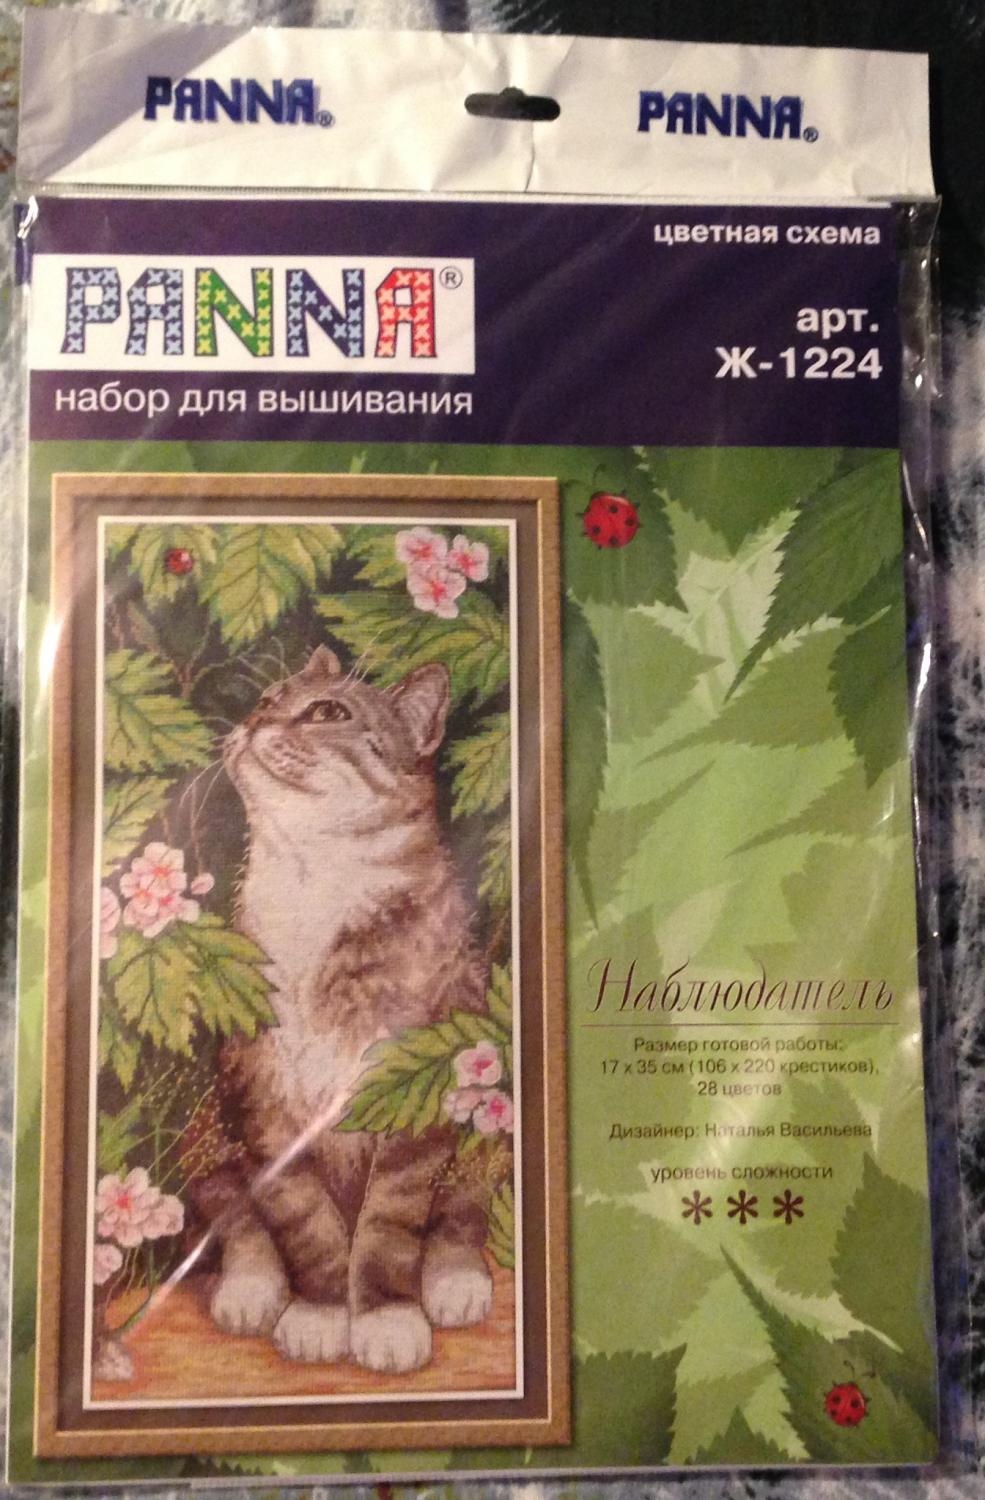 PANNA®
PANNA®
цветная схема
PANNA®
арт.
Ж-1224
набор для вышивания
Наблюдатель
Размер готовой работы:
17 х 35 см (106 х 220 крестиков),
28 цветов
Дизайнер: Наталья Васильева
уровень сложности
***